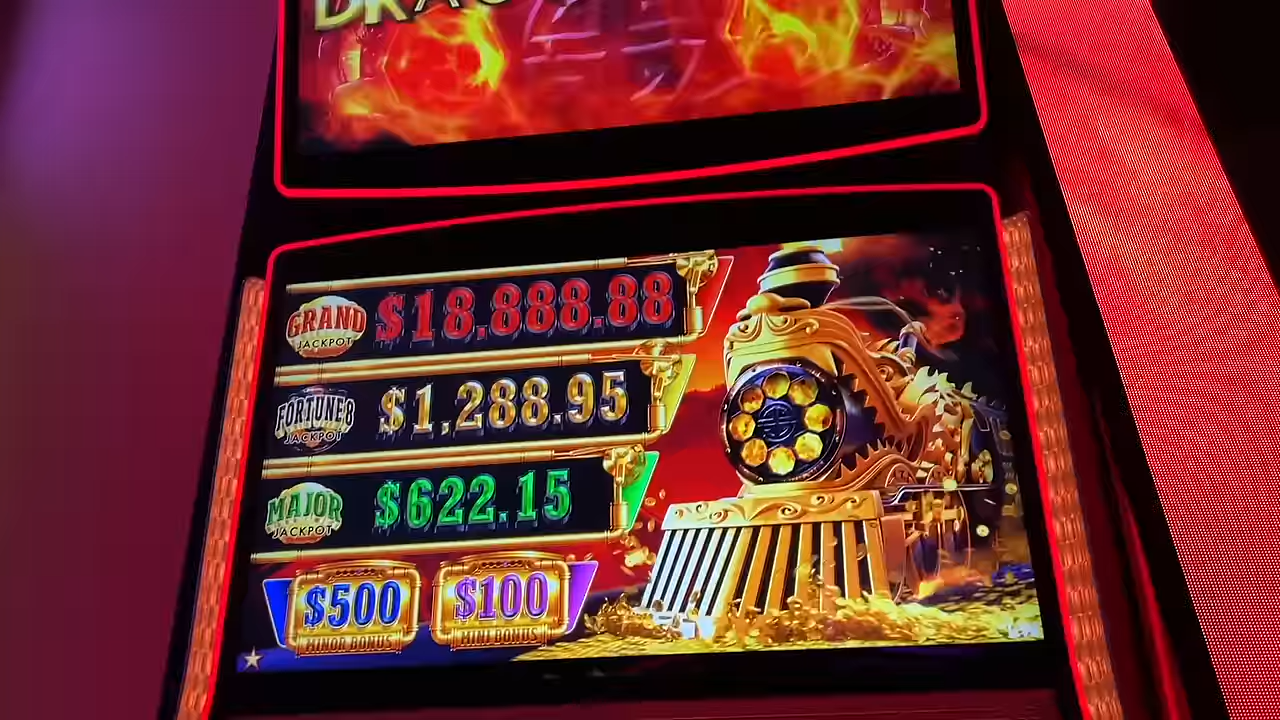 GRAND
JACKPOT
$18,888.88
FORTUNE8
JACKPOT
$1,288.95
MAJOR
JACKPOT
$622.15
$500
MINOR BONUS
$100
MINI BONUS